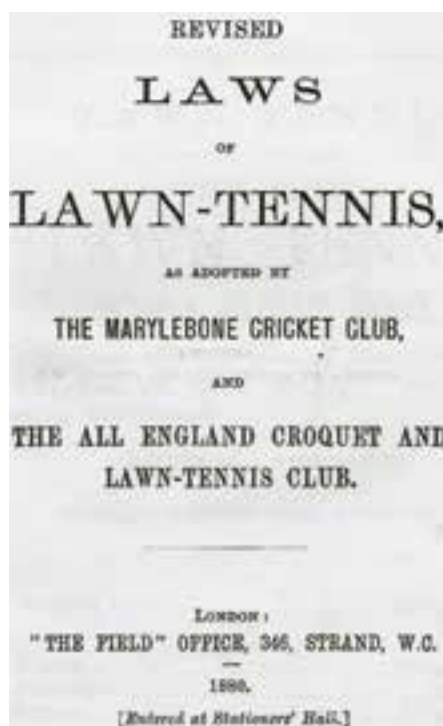 REVISED
LAWS
OF
LAWN-TENNIS,
AS ADOPTED BY
THE MARYLEBONE CRICKET CLUB,
AND
THE ALL ENGLAND CROQUET AND
LAWN-TENNIS CLUB.
LONDON:
"THE FIELD" OFFICE, 346, STRAND, W.C.
1880.
[Entered at Stationers' Hall.]